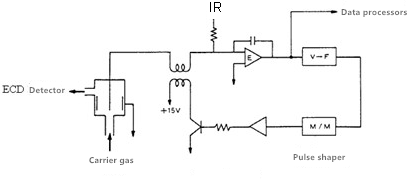 IR
Data processors
E
V→F
ECD Detector
+15V
M/M
Carrier gas
Pulse shaper